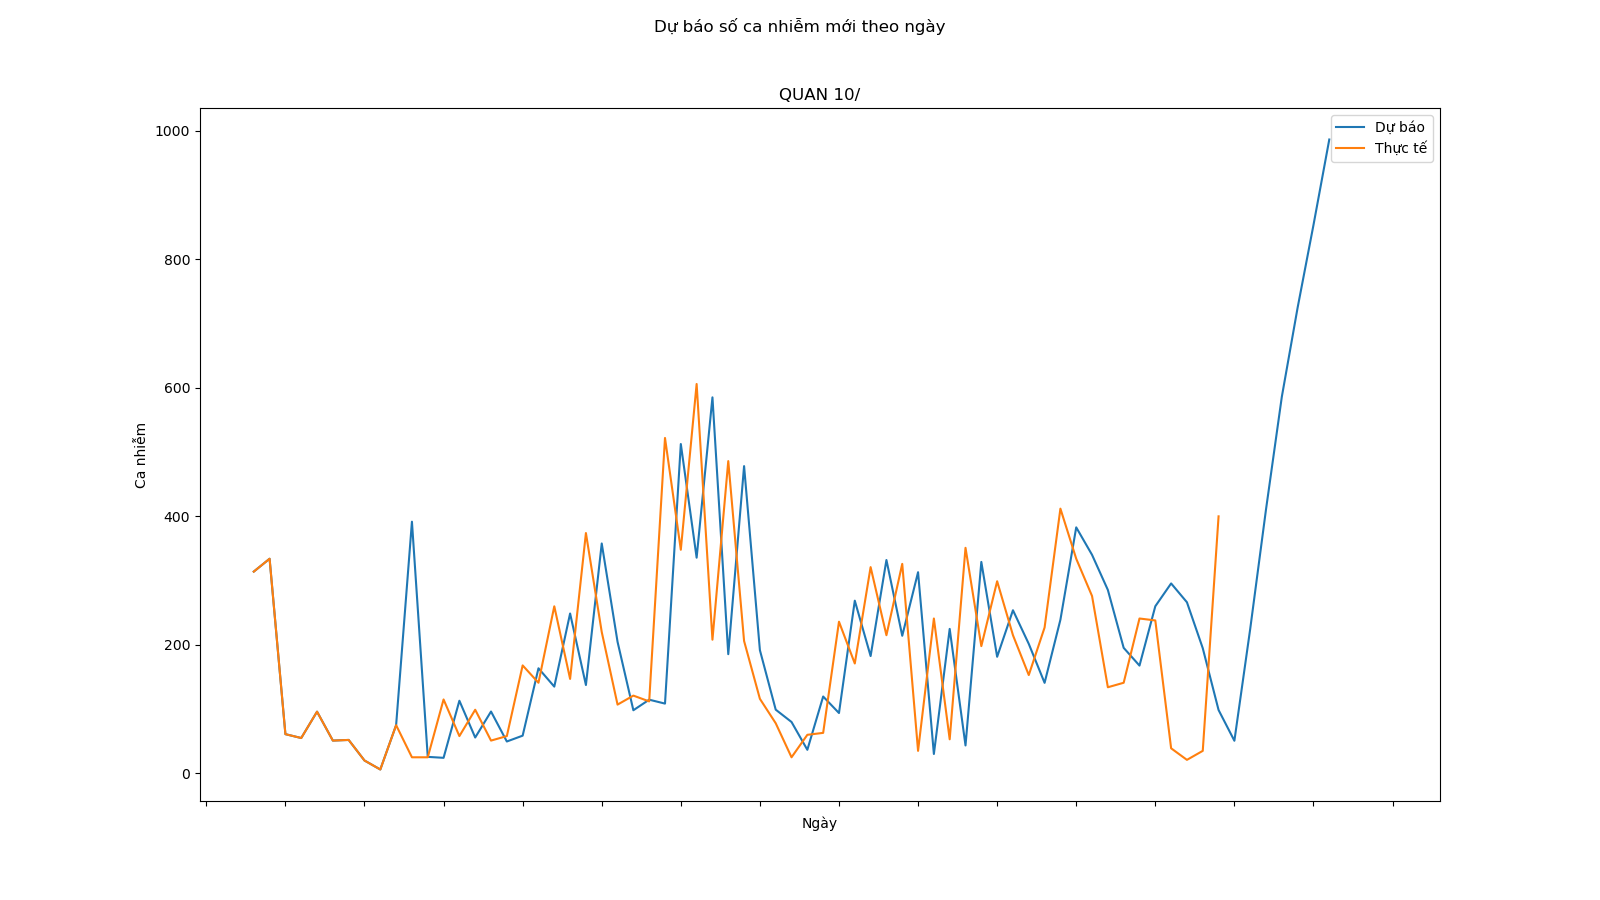 Dự báo số ca nhiễm mới theo ngày
QUAN 10/
Dự báo
Thực tế
1000
800
600
400
200
0
Ca nhiễm
Ngày